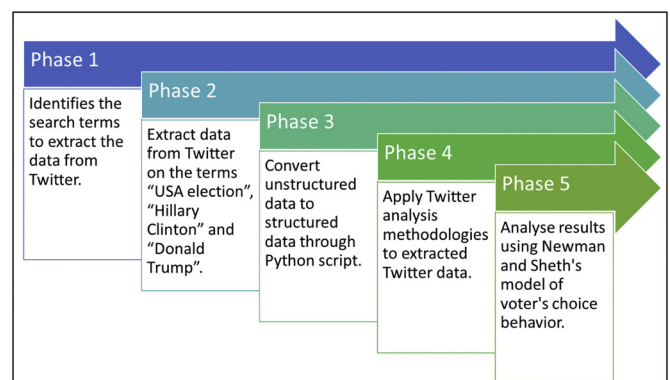 Phase 1
Identifies the
search terms
to extract the
data from
Twitter.
Phase 2
Extract data
from Twitter
on the terms
“USA election”,
“Hillary
Clinton” and
“Donald
Trump”.
Phase 3
Convert
unstructured
data to
structured
data through
Python script.
Phase 4
Apply Twitter
analysis
methodologies
to extracted
Twitter data.
Phase 5
Analyse results
using Newman
and Sheth's
model of
voter's choice
behavior.